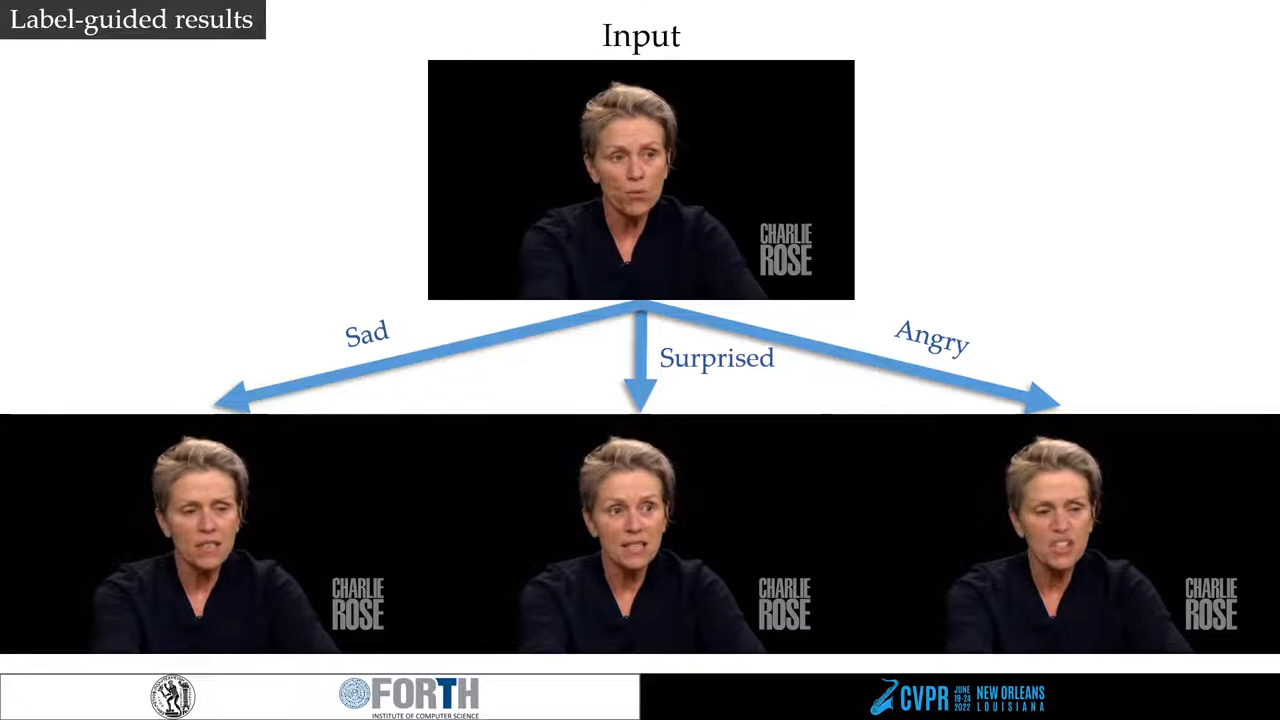 Label-guided results
Input
CHARLIE
ROSE
Sad
Surprised
Angry
CHARLIE
ROSE
CHARLIE
ROSE
CHARLIE
ROSE
FORTH
INSTITUTE OF COMPUTER SCIENCE
CVPR
JUNE
19-24
2022
NEW ORLEANS
LOUISIANA